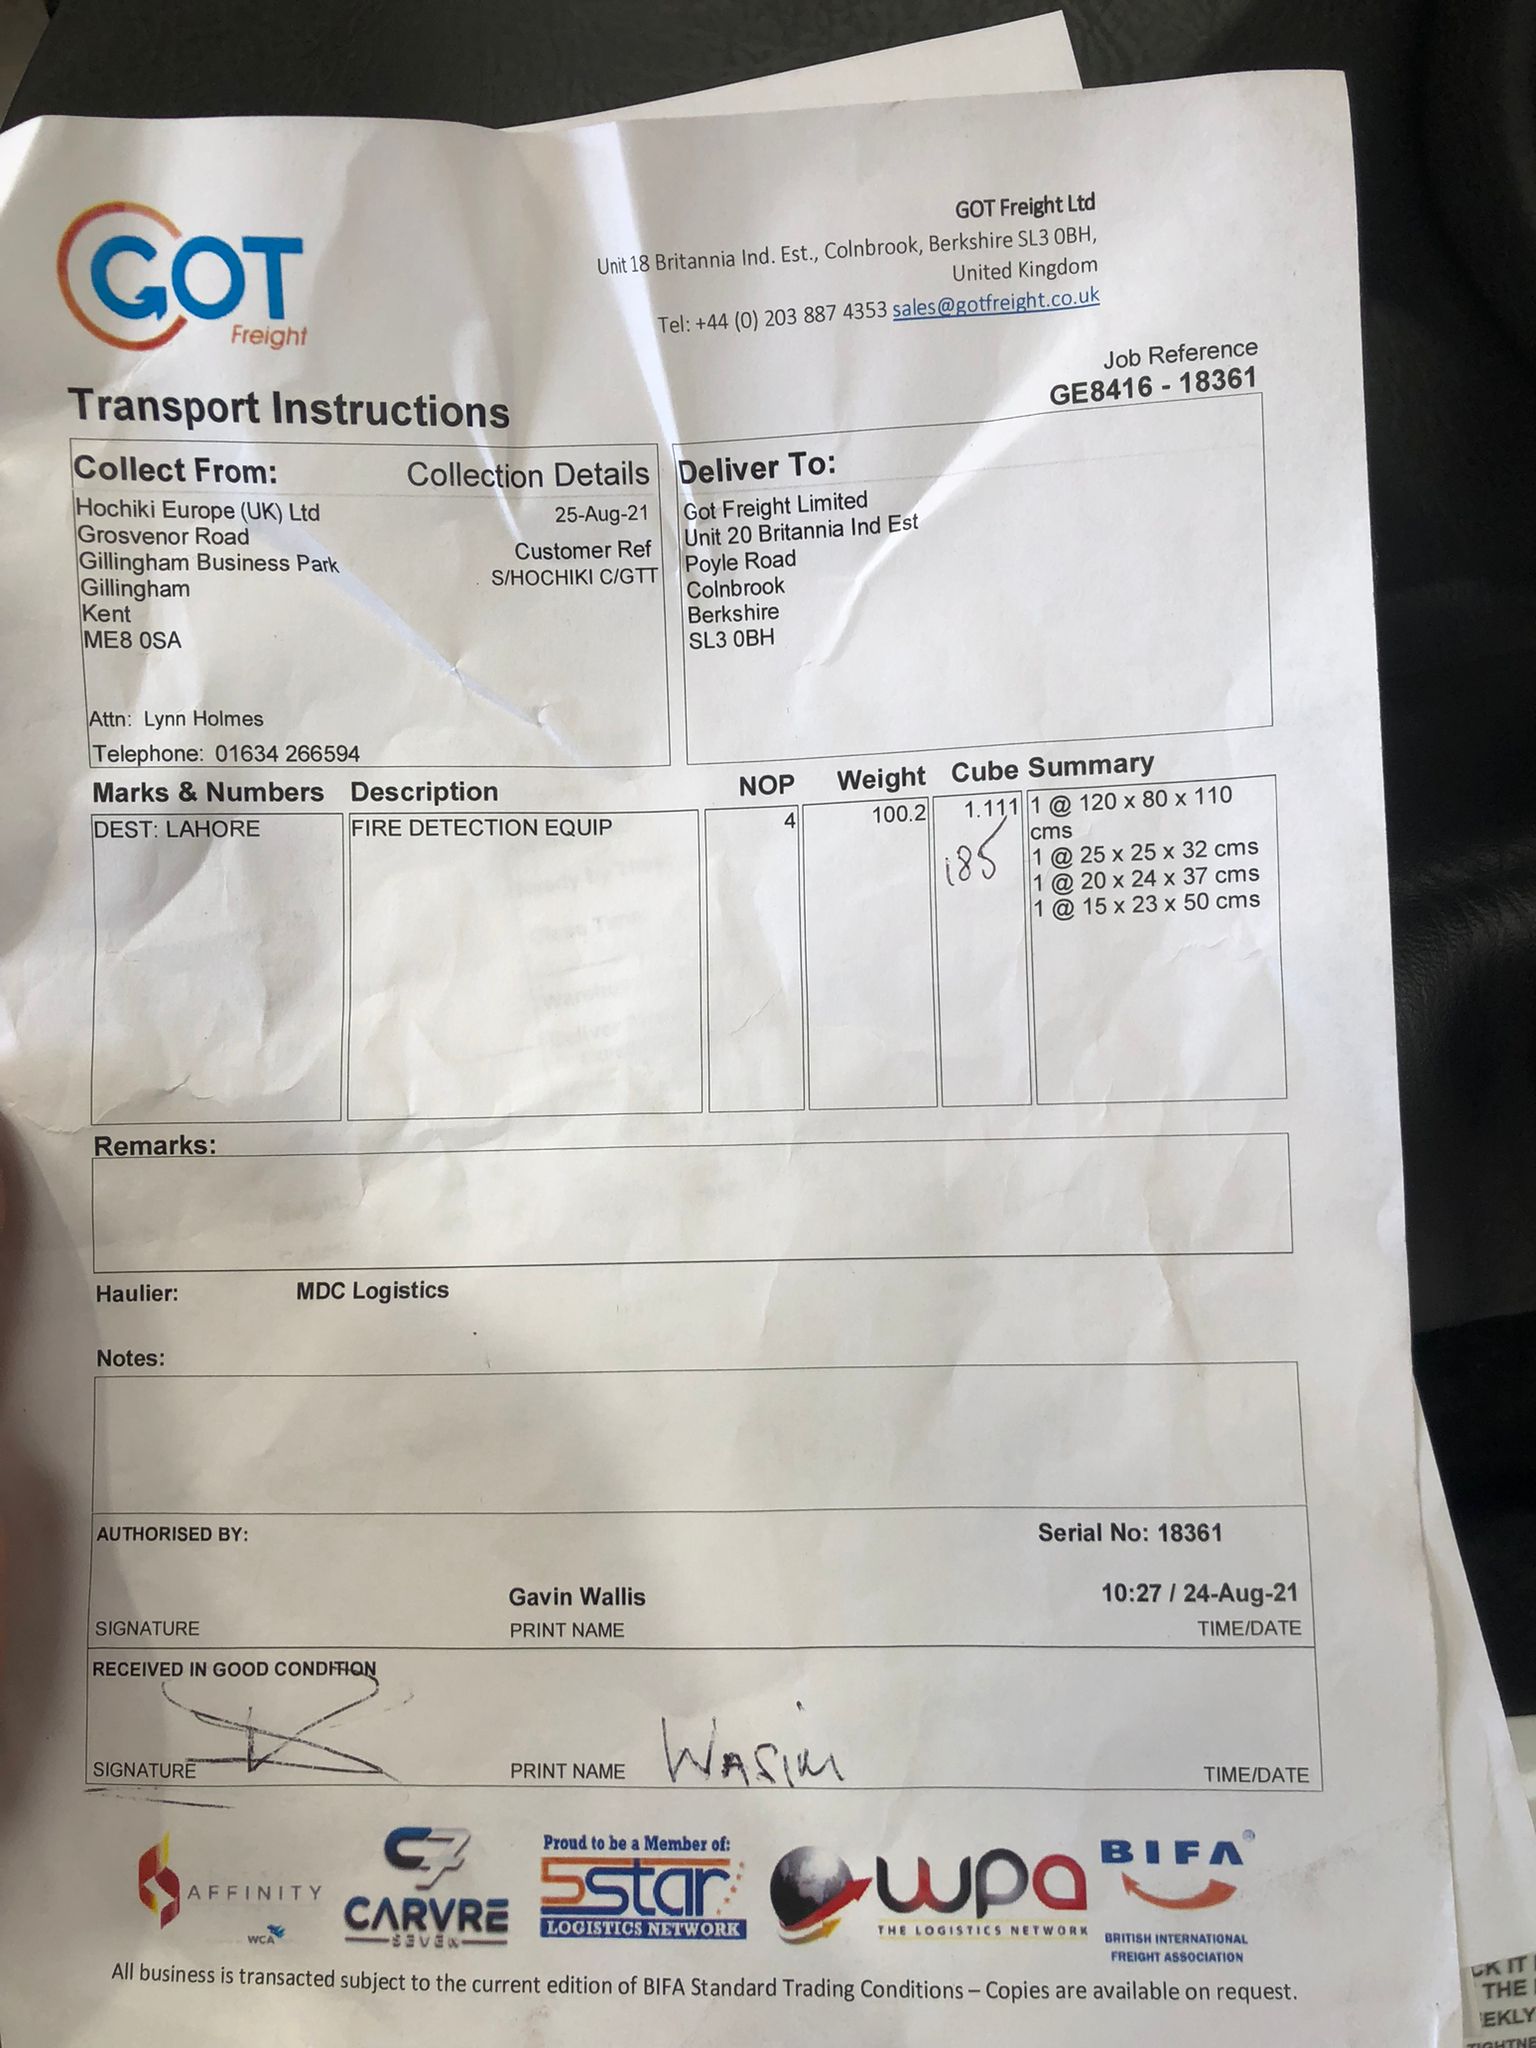 GOT
Freight
GOT Freight Ltd
Unit 18 Britannia Ind. Est., Colnbrook, Berkshire SL3 0BH,
United Kingdom
Tel: +44 (0) 203 887 4353 sales@gotfreight.co.uk
Job Reference
GE8416 - 18361
Transport Instructions
Collect From: Collection Details
Hochiki Europe (UK) Ltd 25-Aug-21
Grosvenor Road
Gillingham Business Park Customer Ref
Gillingham S/HOCHIKI C/GTT
Kent
ME8 0SA
Attn: Lynn Holmes
Telephone: 01634 266594
Deliver To:
Got Freight Limited
Unit 20 Britannia Ind Est
Poyle Road
Colnbrook
Berkshire
SL3 0BH
Marks & Numbers Description NOP Weight Cube Summary
DEST: LAHORE FIRE DETECTION EQUIP 4 100.2 1.111 1 @ 120 x 80 x 110
cms
185 1 @ 25 x 25 x 32 cms
1 @ 20 x 24 x 37 cms
1 @ 15 x 23 x 50 cms
Remarks:
Haulier: MDC Logistics
Notes:
AUTHORISED BY: Serial No: 18361
Gavin Wallis 10:27 / 24-Aug-21
SIGNATURE PRINT NAME TIME/DATE
RECEIVED IN GOOD CONDITION
SIGNATURE PRINT NAME WASIM TIME/DATE
AFFINITY
WCA
CARVRE
SEVEN
Proud to be a Member of:
5star
LOGISTICS NETWORK
wpa
THE LOGISTICS NETWORK
BIFA
BRITISH INTERNATIONAL
FREIGHT ASSOCIATION
All business is transacted subject to the current edition of BIFA Standard Trading Conditions – Copies are available on request.
THE